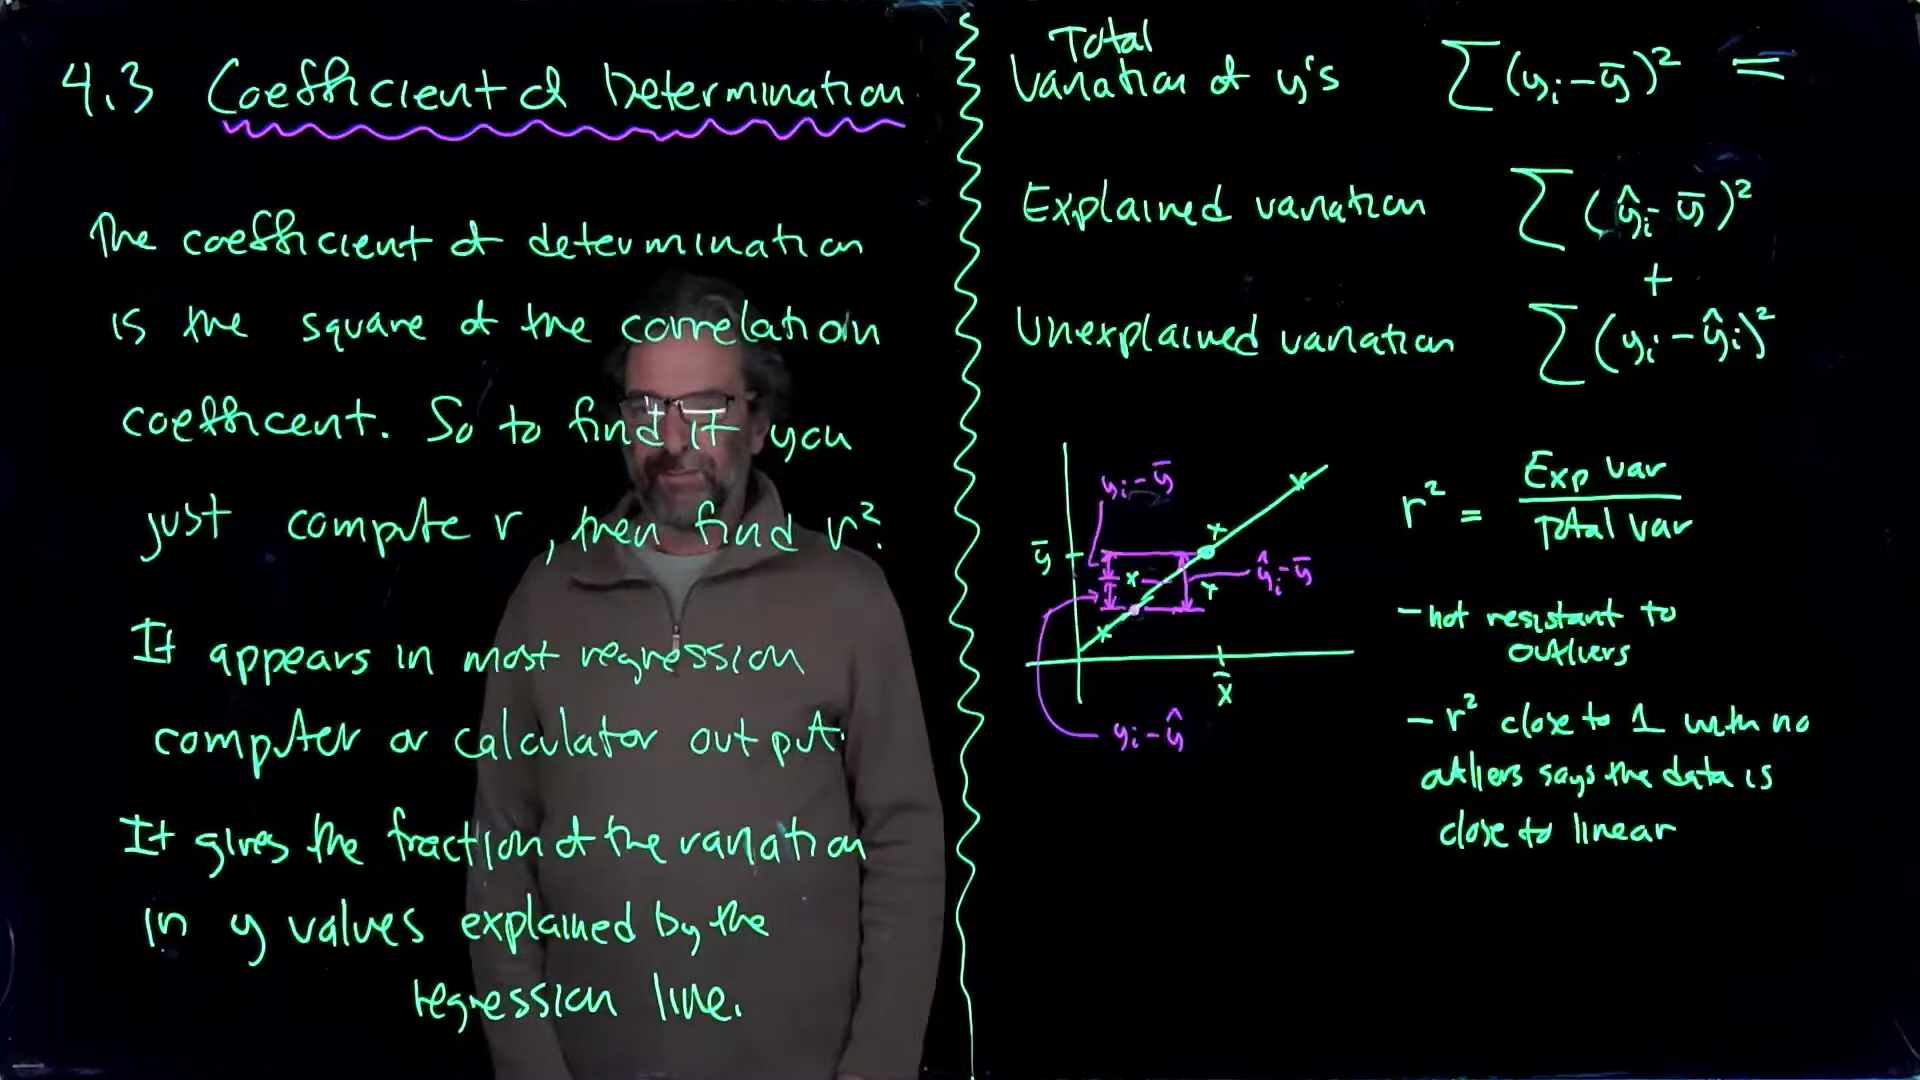 4.3 Coefficient of Determination
The coefficient of determination
is the square of the correlation
coefficent. So to find it you
just compute r, then find r².
It appears in most regression
computer or calculator output.
It gives the fraction of the variation
in y values explained by the
regression line.
Total
Variation of y's ∑(yᵢ-ȳ)² =
Explained variation ∑(ŷᵢ-ȳ)²
+
Unexplained variation ∑(yᵢ-ŷᵢ)²
yᵢ-ȳ
ȳ
ŷᵢ-ȳ
x̄
yᵢ-ŷ
r² = Exp var / Total var
- not resistant to
outliers
- r² close to 1 with no
outliers says the data is
close to linear